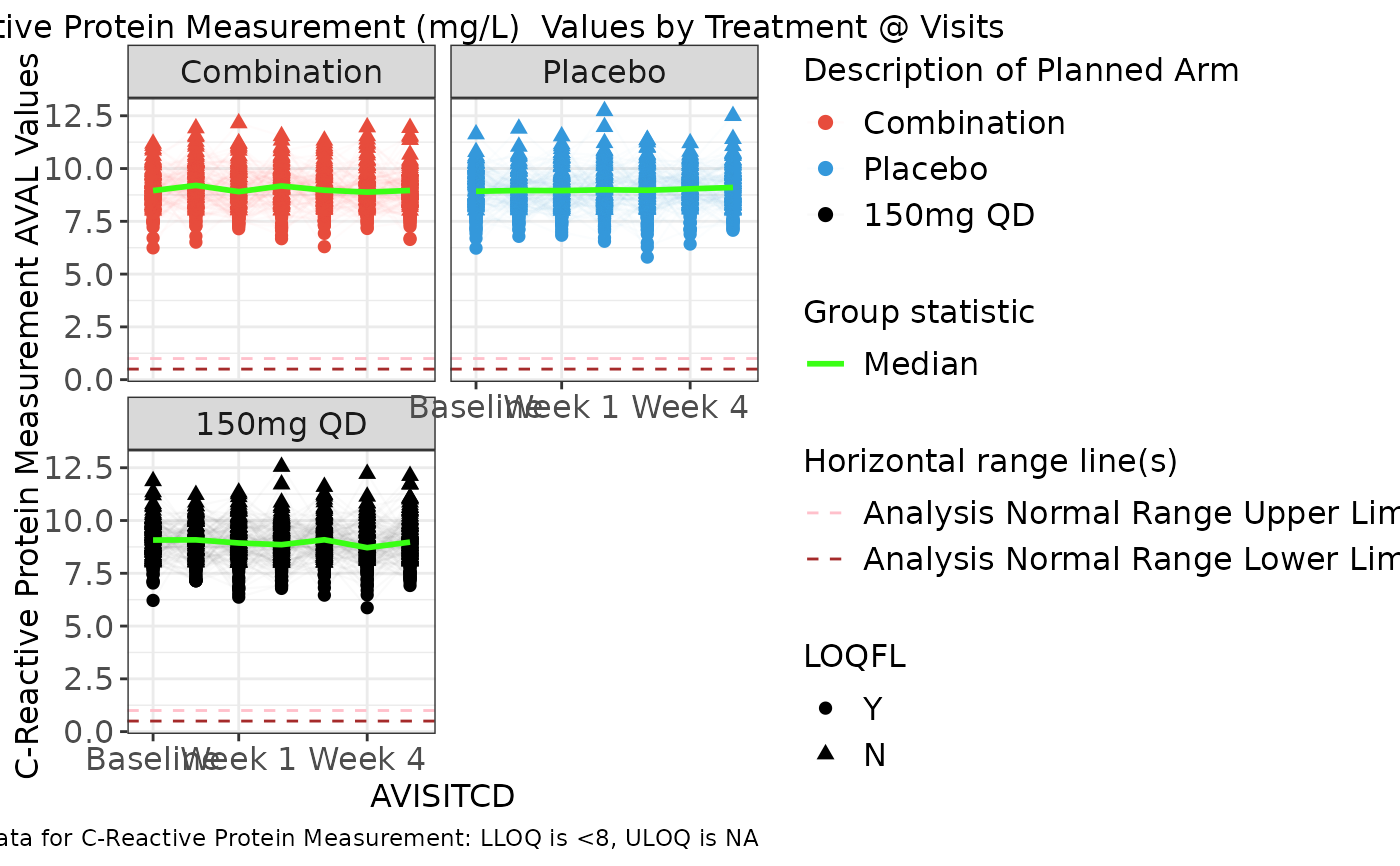 tive Protein Measurement (mg/L)  Values by Treatment @ Visits
C-Reactive Protein Measurement AVAL Values
Combination
Placebo
12.5
10.0
7.5
5.0
2.5
0.0
Baseline
Week 1
Week 4
150mg QD
12.5
10.0
7.5
5.0
2.5
0.0
Baseline
Week 1
Week 4
AVISITCD
ata for C-Reactive Protein Measurement: LLOQ is <8, ULOQ is NA
Description of Planned Arm
Combination
Placebo
150mg QD
Group statistic
Median
Horizontal range line(s)
Analysis Normal Range Upper Lim
Analysis Normal Range Lower Lim
LOQFL
Y
N